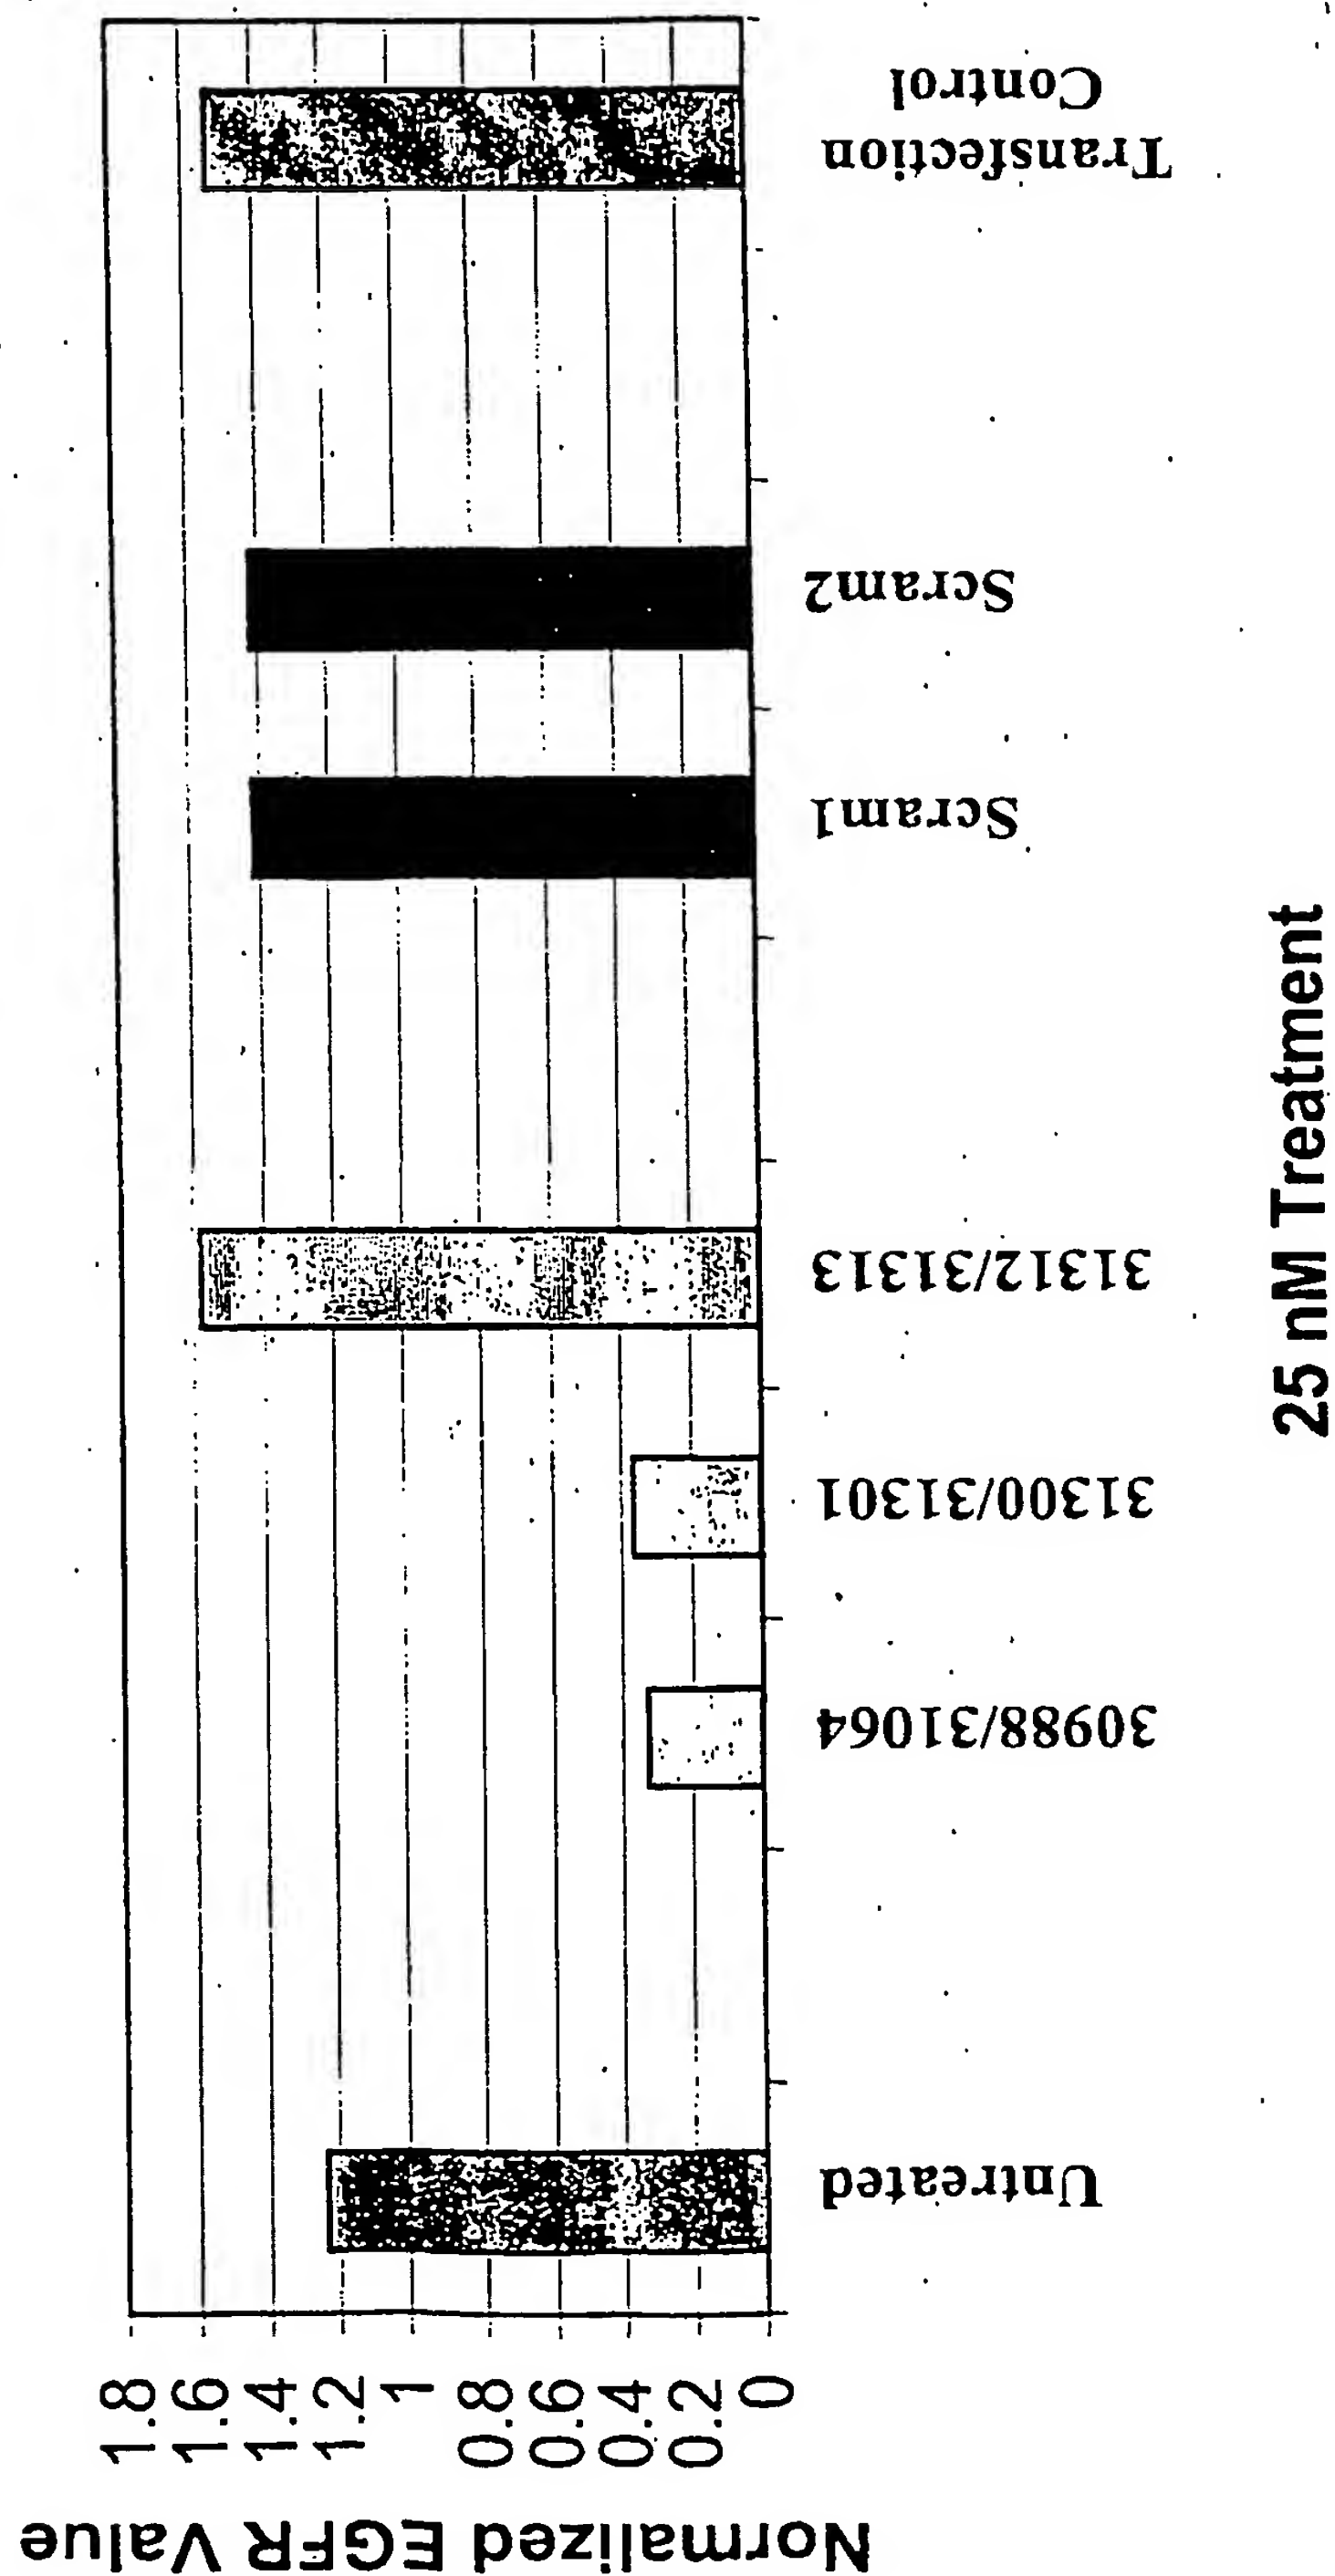 Normalized EGFR Value
1.8
1.6
1.4
1.2
1
0.8
0.6
0.4
0.2
0
Untreated
30988/31064
31300/31301
31312/31313
Scram1
Scram2
Transfection
Control
25 nM Treatment